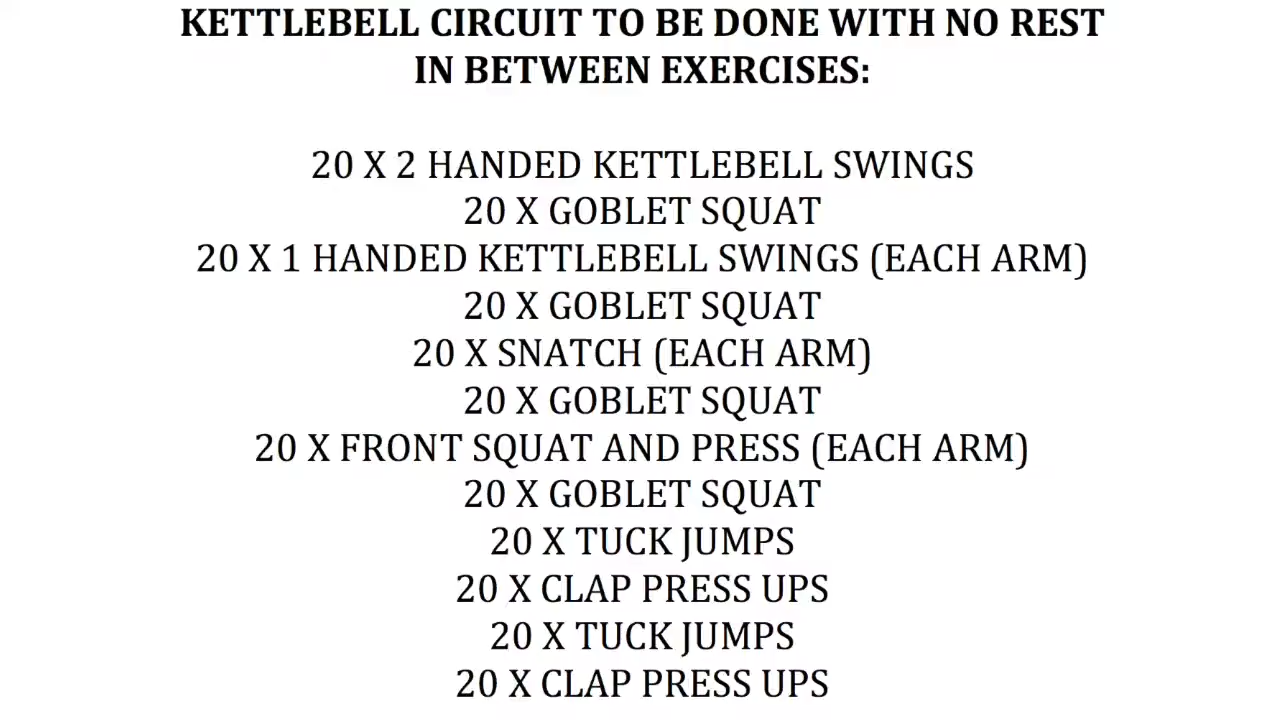 KETTLEBELL CIRCUIT TO BE DONE WITH NO REST
IN BETWEEN EXERCISES:
20 X 2 HANDED KETTLEBELL SWINGS
20 X GOBLET SQUAT
20 X 1 HANDED KETTLEBELL SWINGS (EACH ARM)
20 X GOBLET SQUAT
20 X SNATCH (EACH ARM)
20 X GOBLET SQUAT
20 X FRONT SQUAT AND PRESS (EACH ARM)
20 X GOBLET SQUAT
20 X TUCK JUMPS
20 X CLAP PRESS UPS
20 X TUCK JUMPS
20 X CLAP PRESS UPS